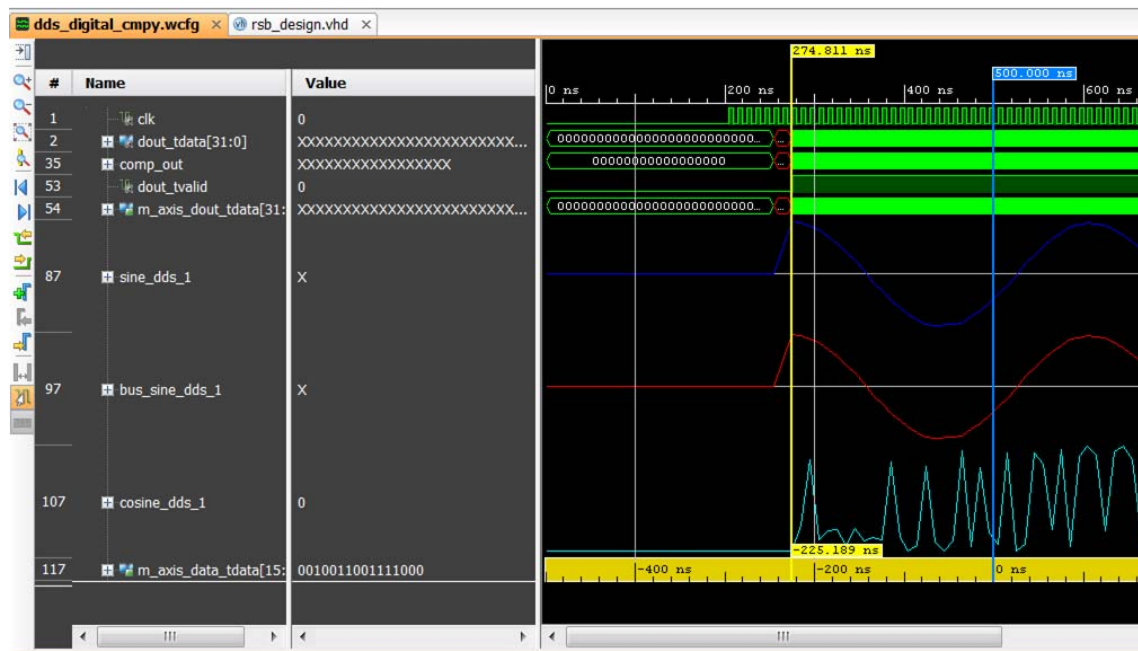 dds_digital_cmpy.wcfg × rsb_design.vhd ×
274.811 ns
500.000 ns
# Name Value
0 ns 200 ns 400 ns 600 ns
1 clk 0
2 dout_tdata[31:0] XXXXXXXXXXXXXXXXXXXXXXXX... 000000000000000000000000000... ...
35 comp_out XXXXXXXXXXXXXXXXX 00000000000000000 ...
53 dout_tvalid 0
54 m_axis_dout_tdata[31: XXXXXXXXXXXXXXXXXXXXXXXX... 000000000000000000000000000... ...
87 sine_dds_1 X
97 bus_sine_dds_1 X
107 cosine_dds_1 0
-225.189 ns
117 m_axis_data_tdata[15: 0010011001111000
-400 ns -200 ns 0 ns